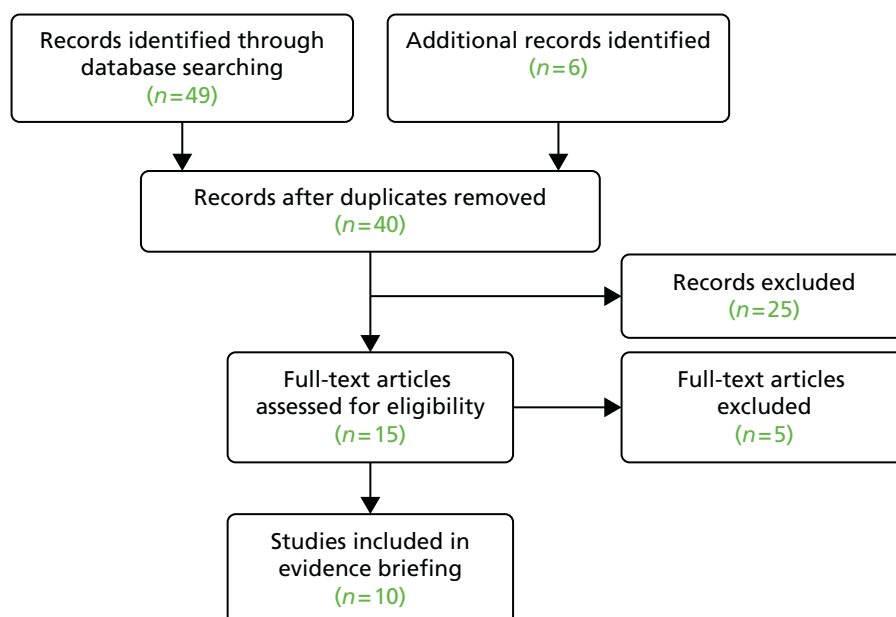 Records identified through
database searching
(n=49)
Additional records identified
(n=6)
Records after duplicates removed
(n=40)
Records excluded
(n=25)
Full-text articles
assessed for eligibility
(n=15)
Full-text articles
excluded
(n=5)
Studies included in
evidence briefing
(n=10)